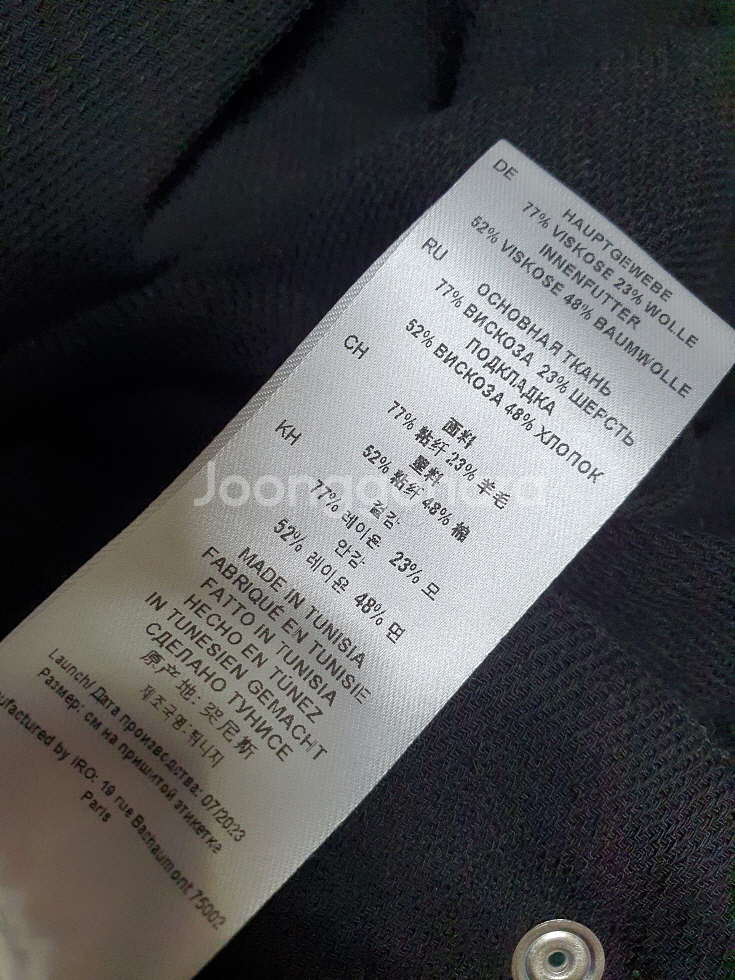 DE
HAUPTGEWEBE
77% VISKOSE 23% WOLLE
INNENFUTTER
52% VISKOSE 48% BAUMWOLLE
RU
ОСНОВНАЯ ТКАНЬ
77% ВИСКОЗА 23% ШЕРСТЬ
ПОДКЛАДКА
52% ВИСКОЗА 48% ХЛОПОК
CH
面料
77% 粘纤 23% 羊毛
里料
52% 粘纤 48% 棉
KH
겉감
77% 레이온 23% 모
안감
52% 레이온 48% 면
MADE IN TUNISIA
FABRIQUÉ EN TUNISIE
FATTO IN TUNISIA
HECHO EN TÚNEZ
IN TUNESIEN GEMACHT
СДЕЛАНО ТУНИСЕ
原产地: 突尼斯
제조국명: 튀니지
Launch/ Дата производства: 07/2023
Размер: см на пришитой этикетке
ufactured by IRO: 19 rue Bachaumont 75002
Paris